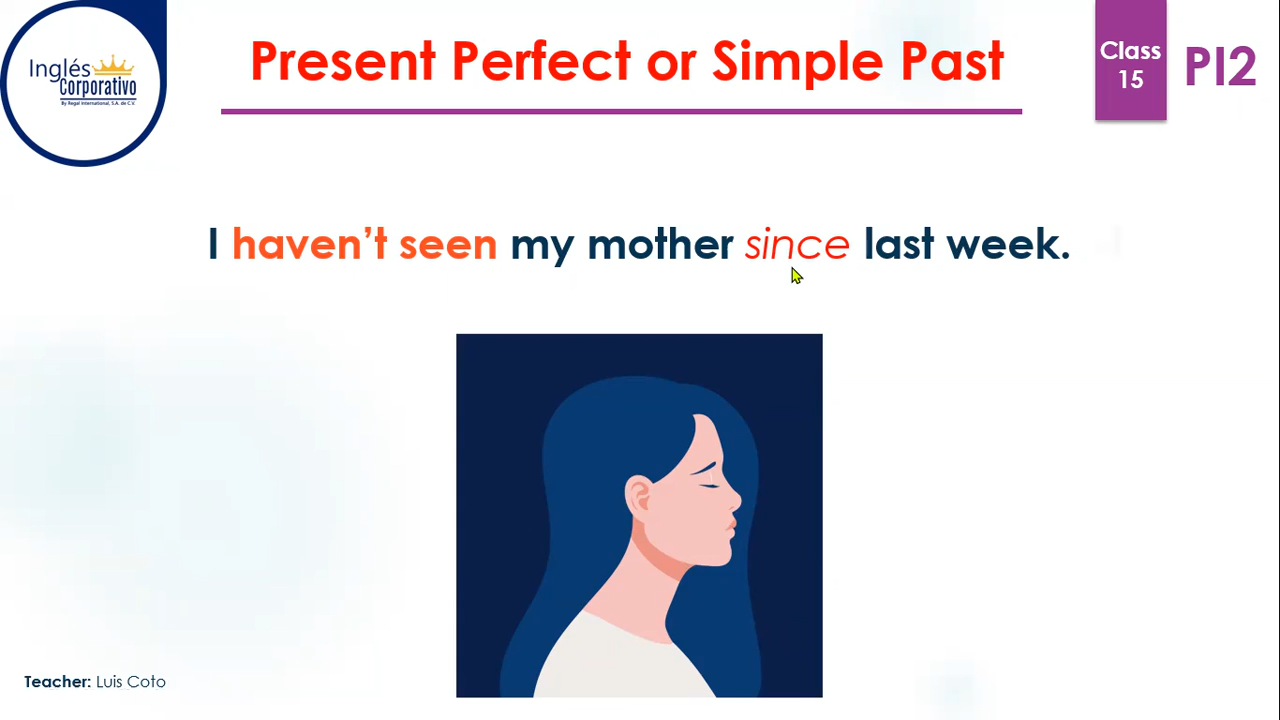 Inglés
Corporativo
By Regal International, S.A. de C.V.
Present Perfect or Simple Past
Class
15
PI2
I haven’t seen my mother since last week.
Teacher: Luis Coto